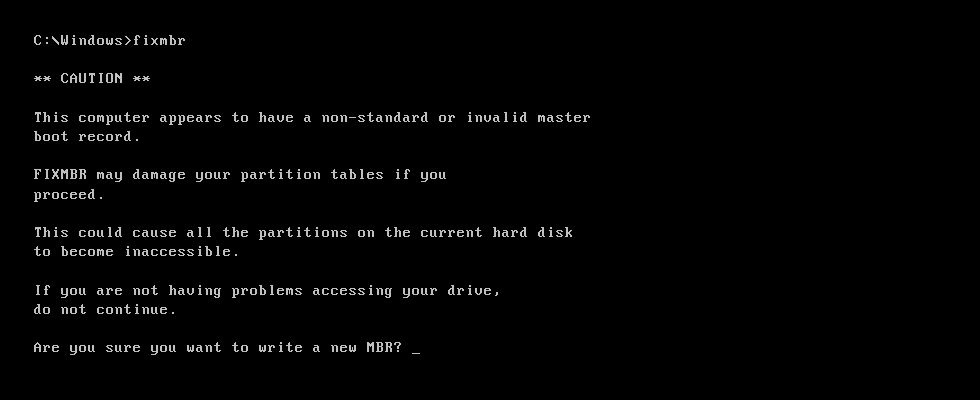 C:\Windows>fixmbr
** CAUTION **
This computer appears to have a non-standard or invalid master
boot record.
FIXMBR may damage your partition tables if you
proceed.
This could cause all the partitions on the current hard disk
to become inaccessible.
If you are not having problems accessing your drive,
do not continue.
Are you sure you want to write a new MBR? _